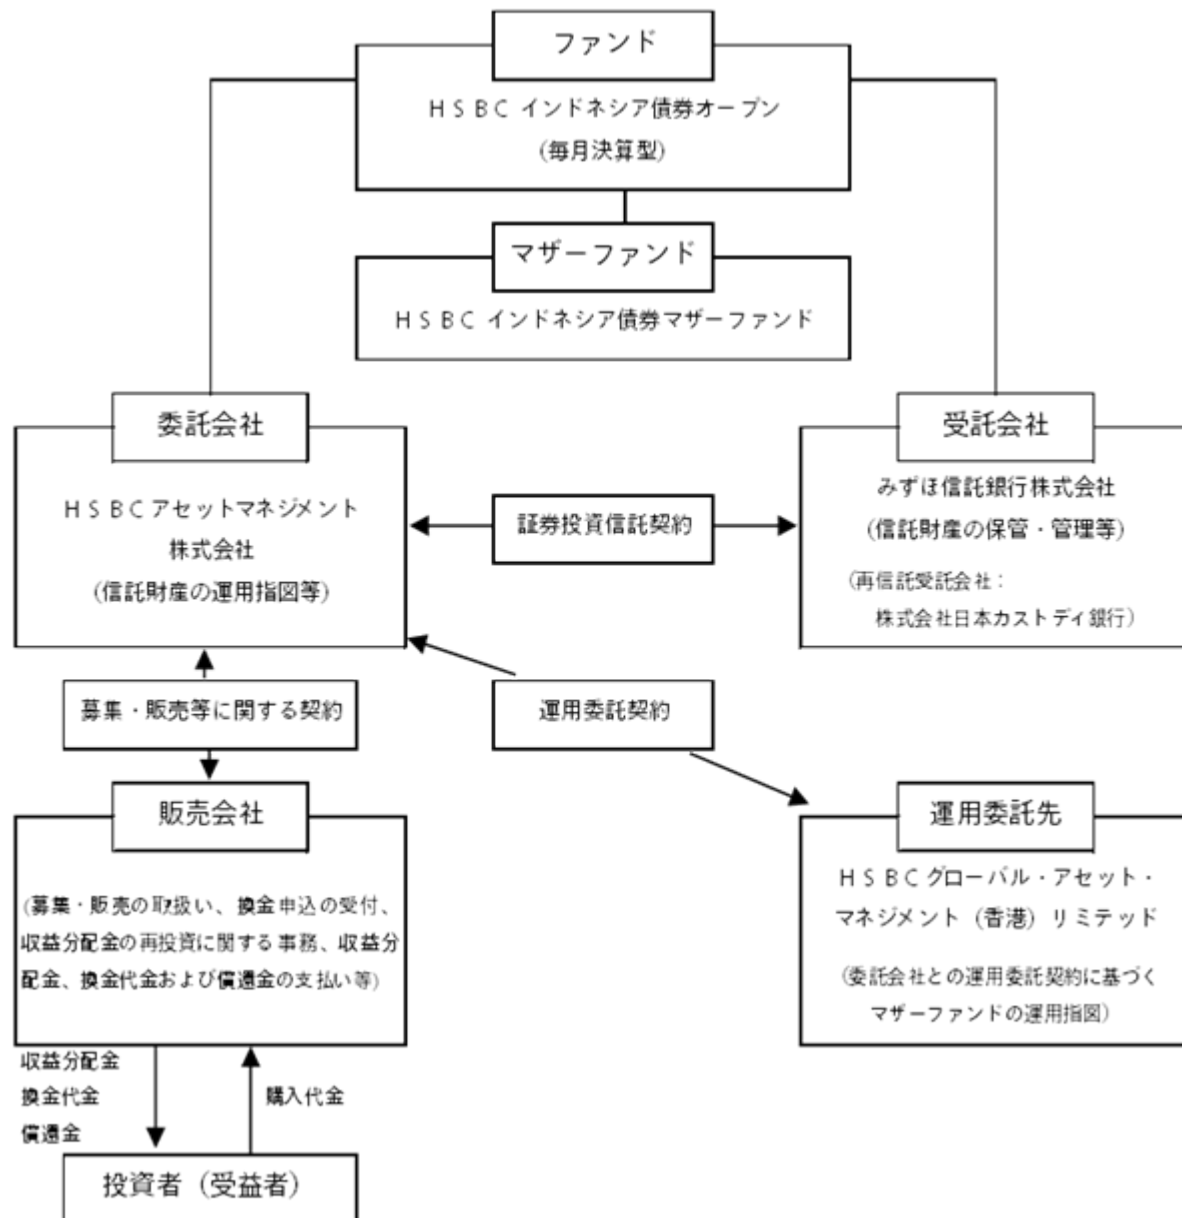 ファンド
HSBC インドネシア債券オープン
(毎月決算型)
マザーファンド
HSBC インドネシア債券マザーファンド
委託会社
HSBCアセットマネジメント
株式会社
(信託財産の運用指図等)
証券投資信託契約
受託会社
みずほ信託銀行株式会社
(信託財産の保管・管理等)
(再信託受託会社：
株式会社日本カストディ銀行)
募集・販売等に関する契約
運用委託契約
販売会社
(募集・販売の取扱い、換金申込の受付、
収益分配金の再投資に関する事務、収益分
配金、換金代金および償還金の支払い等)
運用委託先
HSBCグローバル・アセット・
マネジメント（香港）リミテッド
(委託会社との運用委託契約に基づく
マザーファンドの運用指図)
収益分配金
換金代金
償還金
購入代金
投資者（受益者）